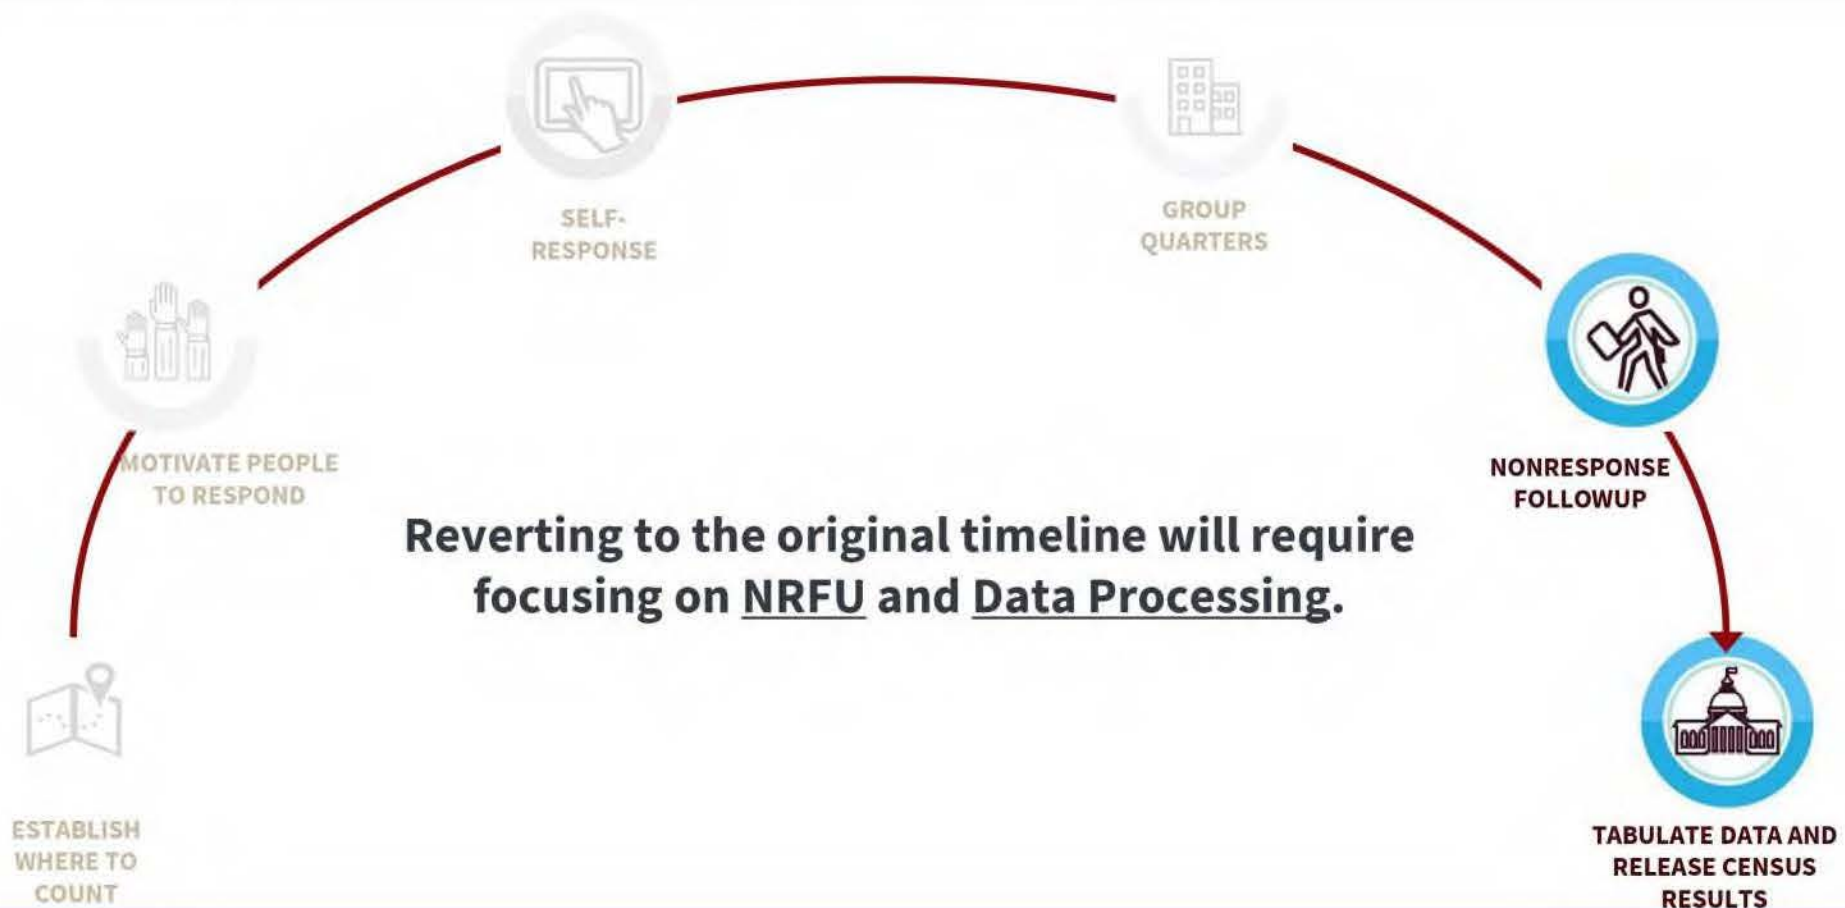 SELF-
RESPONSE
GROUP
QUARTERS
MOTIVATE PEOPLE
TO RESPOND
NONRESPONSE
FOLLOWUP
Reverting to the original timeline will require
focusing on NRFU and Data Processing.
ESTABLISH
WHERE TO
COUNT
TABULATE DATA AND
RELEASE CENSUS
RESULTS